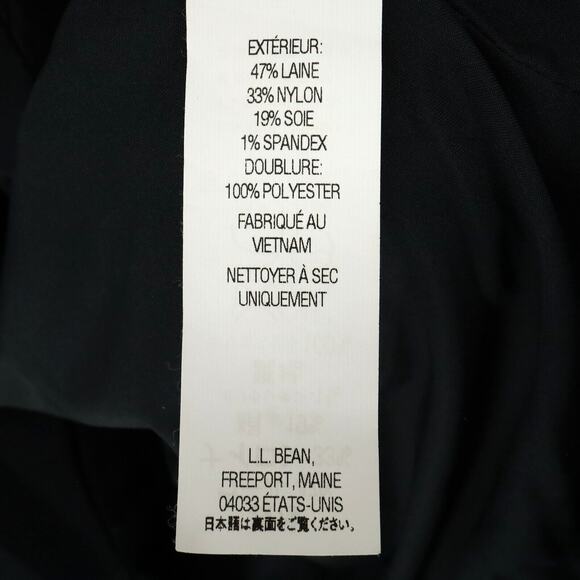 EXTÉRIEUR:
47% LAINE
33% NYLON
19% SOIE
1% SPANDEX
DOUBLURE:
100% POLYESTER
FABRIQUÉ AU
VIETNAM
NETTOYER À SEC
UNIQUEMENT
L.L. BEAN,
FREEPORT, MAINE
04033 ÉTATS-UNIS
日本語は裏面をご覧ください